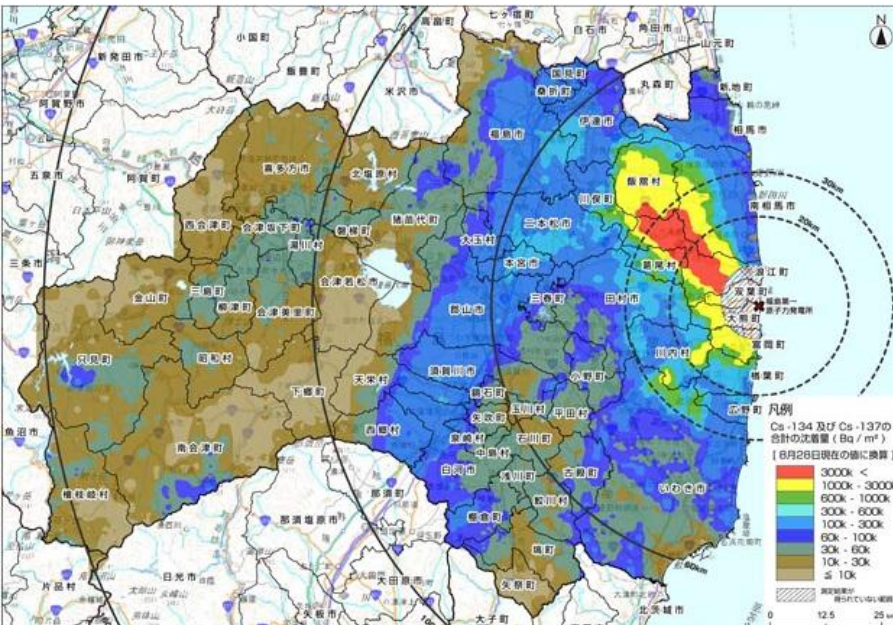 高畠町
七ヶ宿町
白石市
角田市
山元町
小国町
新発田市
飯豊町
米沢市
丸森町
N
阿賀野市
国見町
桑折町
新地町
相馬市
伊達市
福島市
五泉市
阿賀町
喜多方市
北塩原村
飯舘村
川俣町
30km
南相馬市
20km
西会津町
会津坂下町
湯川村
磐梯町
猪苗代町
大玉村
二本松市
三条市
本宮市
葛尾村
浪江町
双葉町
福島第一
原子力発電所
大熊町
金山町
三島町
柳津町
会津美里町
会津若松市
郡山市
三春町
田村市
富岡町
只見町
昭和村
川内村
楢葉町
須賀川市
小野町
下郷町
天栄村
鏡石町
広野町
魚沼市
矢吹町
玉川村
平田村
南会津町
西郷村
泉崎村
石川町
中島村
白河市
浅川町
古殿町
いわき市
檜枝岐村
那須町
鮫川村
那須塩原市
棚倉町
塙町
60km
片品村
日光市
大田原市
矢祭町
矢板市
大子町
北茨城市
凡例
Cs -134 及び Cs -137の
合計の沈着量 ( Bq / m² )
[ 8月28日現在の値に換算 ]
3000k <
1000k - 3000k
600k - 1000k
300k - 600k
100k - 300k
60k - 100k
30k - 60k
10k - 30k
≦ 10k
測定結果が
得られていない範囲
0 12.5 25